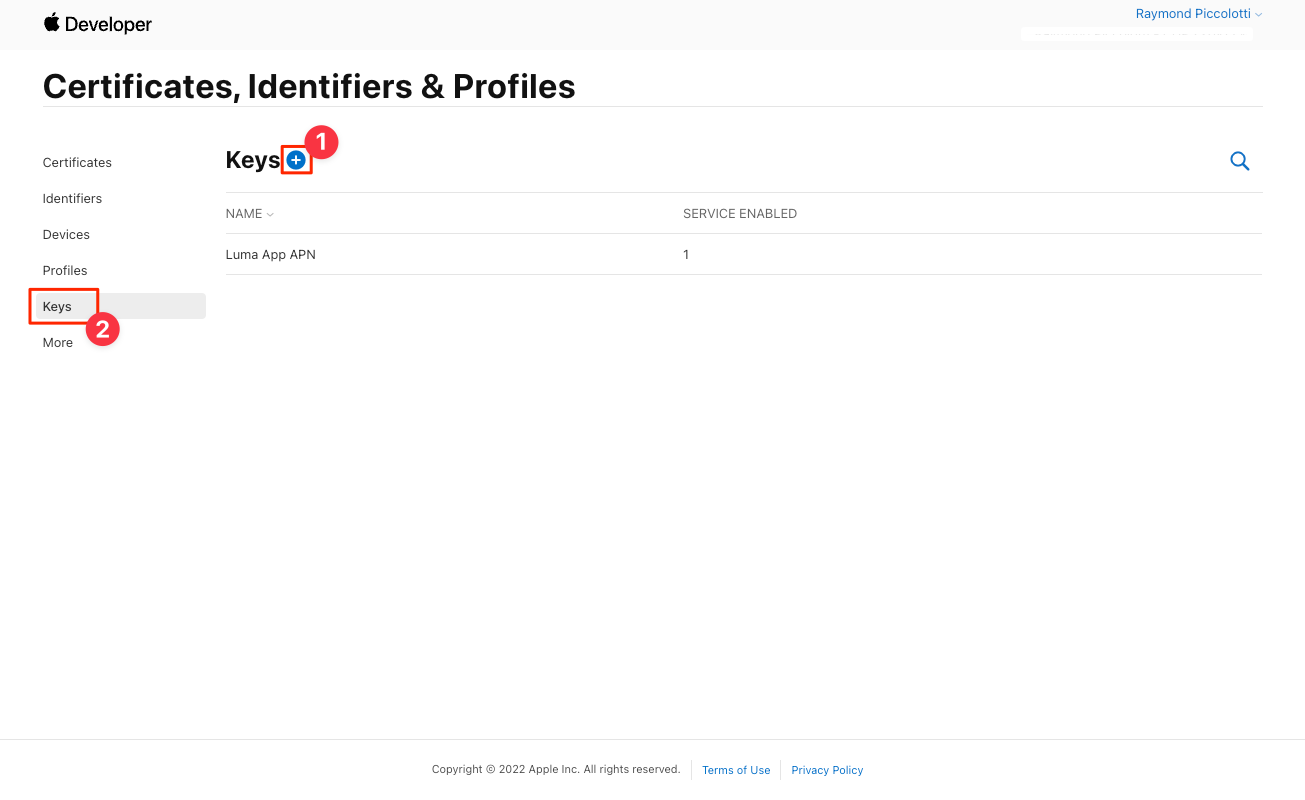 Developer
Raymond Piccolotti
Certificates, Identifiers & Profiles
Certificates
Identifiers
Devices
Profiles
Keys
2
More
Keys
1
NAME
SERVICE ENABLED
Luma App APN
1
Copyright © 2022 Apple Inc. All rights reserved.
Terms of Use
Privacy Policy